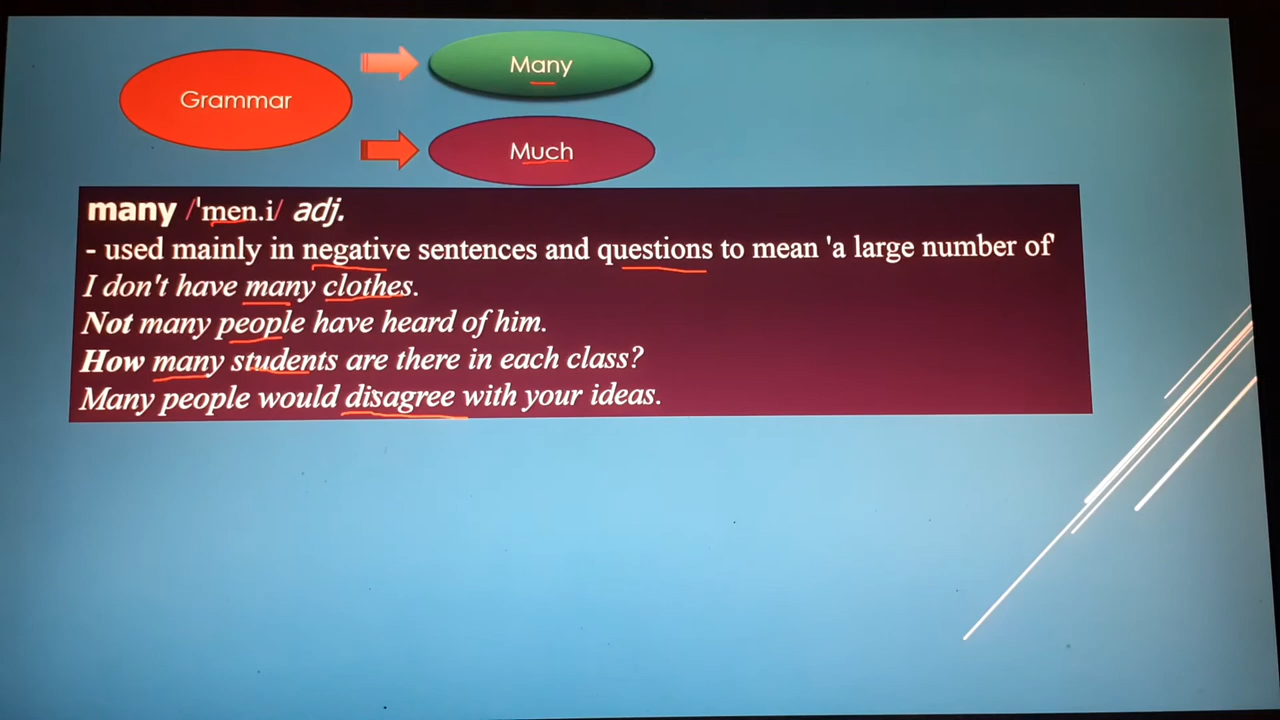 Grammar
Many
Much
many /'men.i/ adj.
- used mainly in negative sentences and questions to mean 'a large number of'
I don't have many clothes.
Not many people have heard of him.
How many students are there in each class?
Many people would disagree with your ideas.